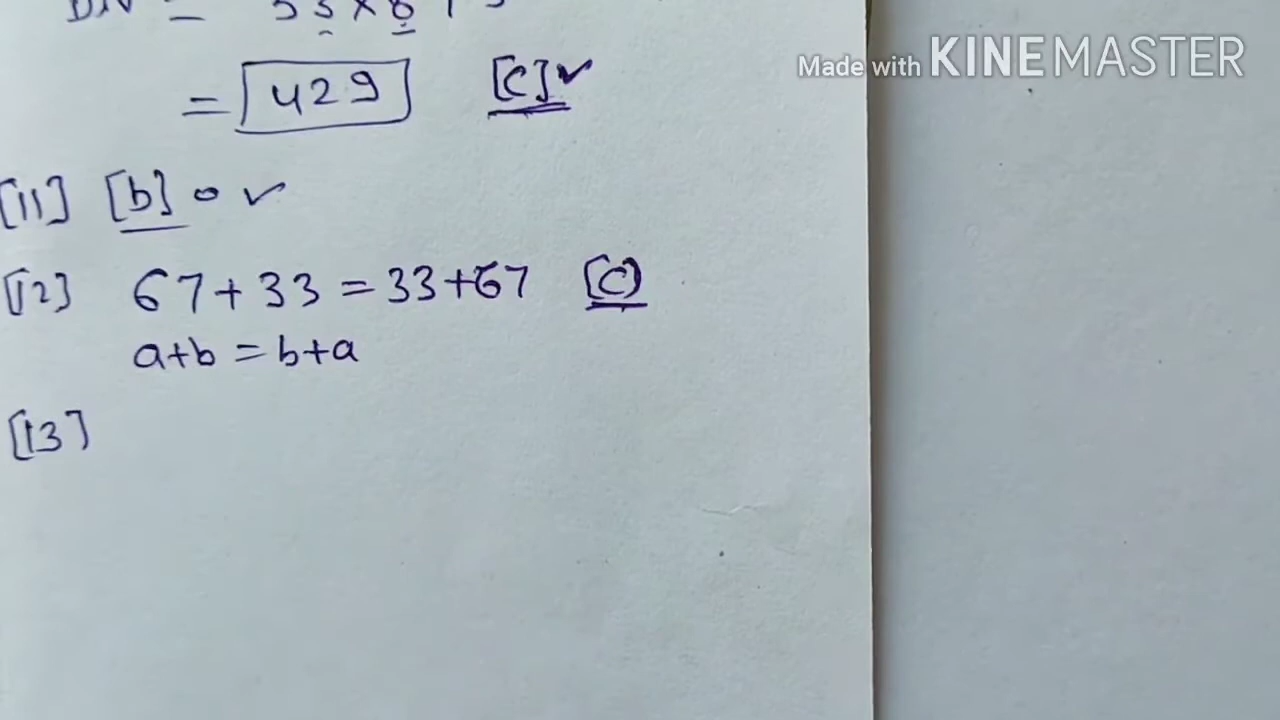 Made with KINEMASTER
= 429 [C] ✓
[11] [b] ✓
[12] 67+33 = 33+67 [C]
a+b = b+a
[13]